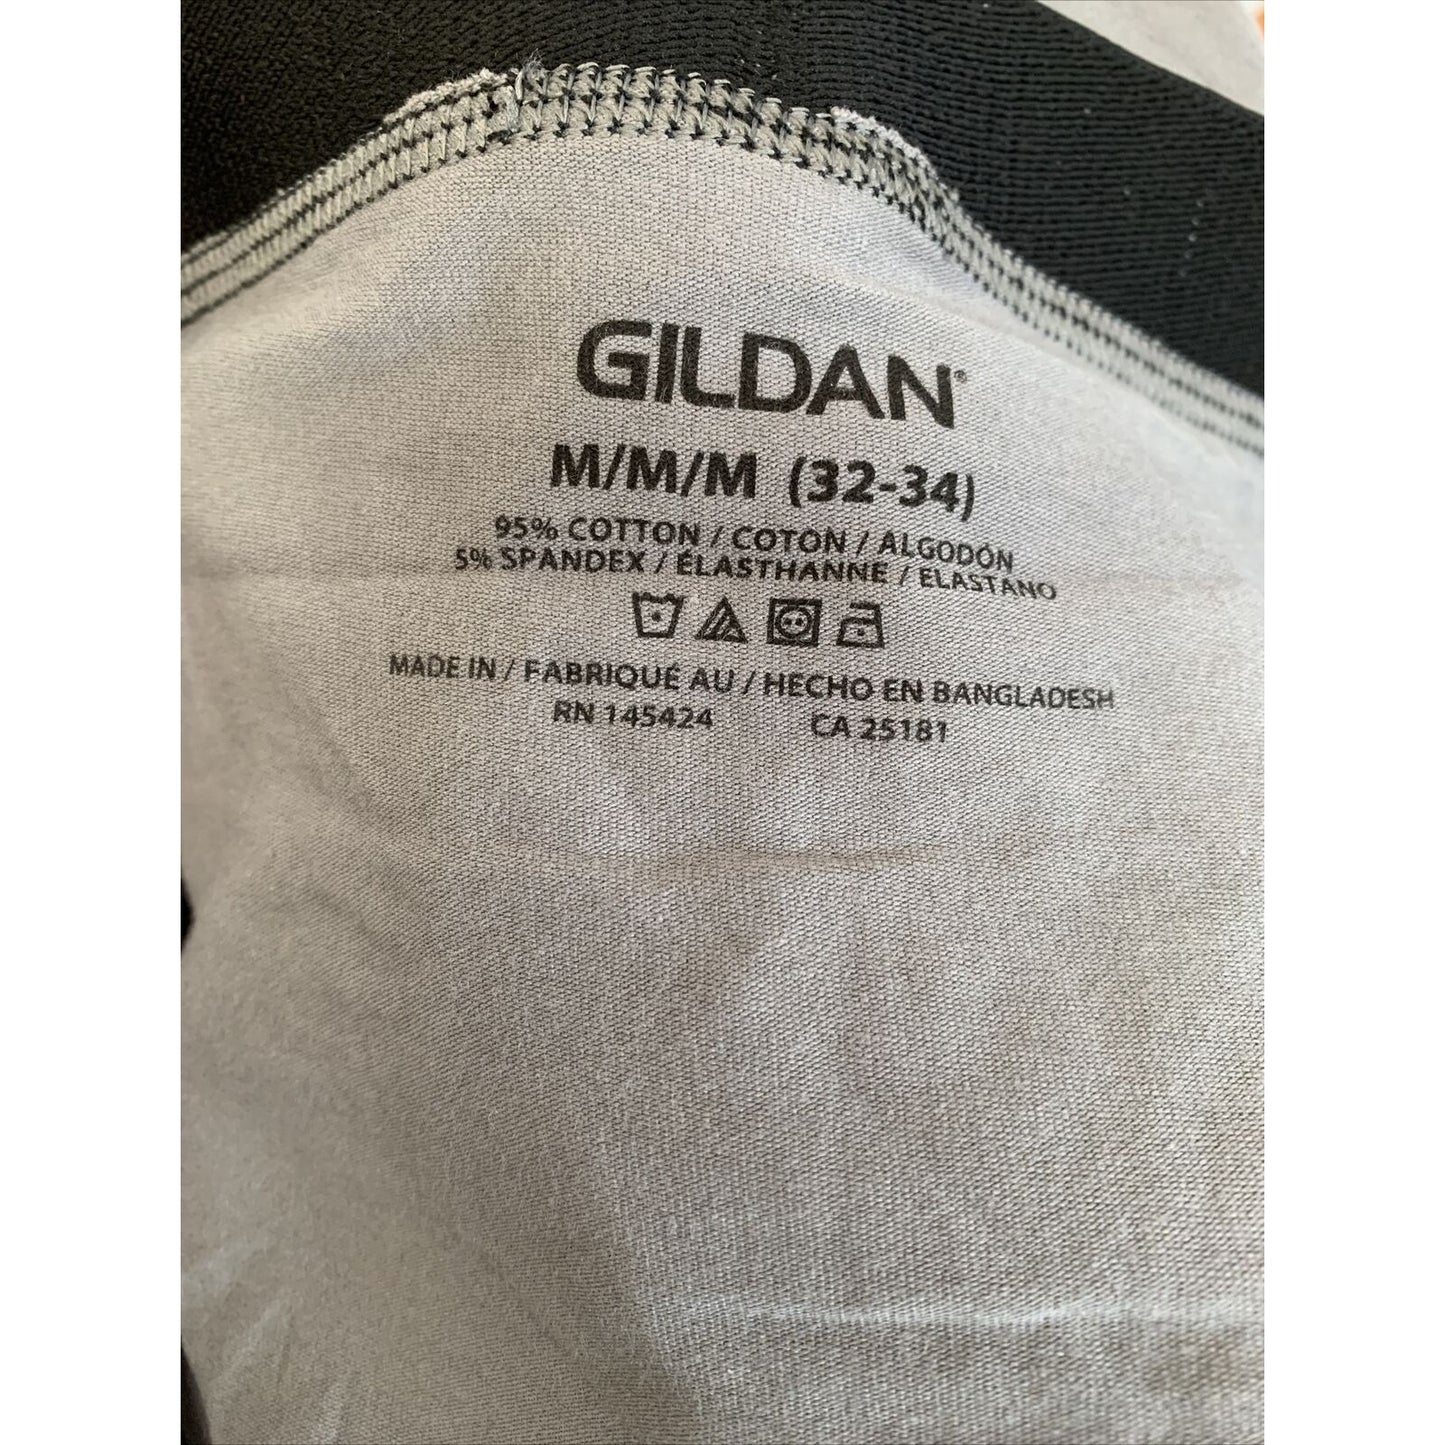 GILDAN®
M/M/M (32-34)
95% COTTON / COTON / ALGODÓN
5% SPANDEX / ÉLASTHANNE / ELASTANO
MADE IN / FABRIQUÉ AU / HECHO EN BANGLADESH
RN 145424 CA 25181